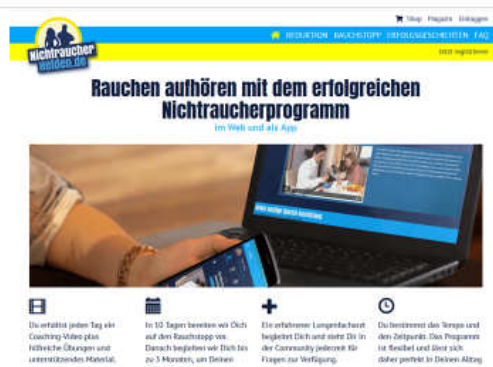 Shop Magazin Einloggen
Nichtraucher
Werden.de
REDUKTION RAUCHSTOPP ERFOLGSGESCHICHTEN FAQ
Jetzt registrieren
Rauchen aufhören mit dem erfolgreichen
Nichtraucherprogramm
im Web und als App
Du erhältst jeden Tag ein
Coaching-Video plus
hilfreiche Übungen und
unterstützendes Material.
In 10 Tagen bereiten wir Dich
auf den Rauchstopp vor.
Danach begleiten wir Dich bis
zu 3 Monaten, um Deinen
Ein erfahrener Lungenfacharzt
begleitet Dich und steht Dir in
der Community jederzeit für
Fragen zur Verfügung.
Du bestimmst das Tempo und
den Zeitpunkt. Das Programm
ist flexibel und lässt sich
daher perfekt in Deinen Alltag